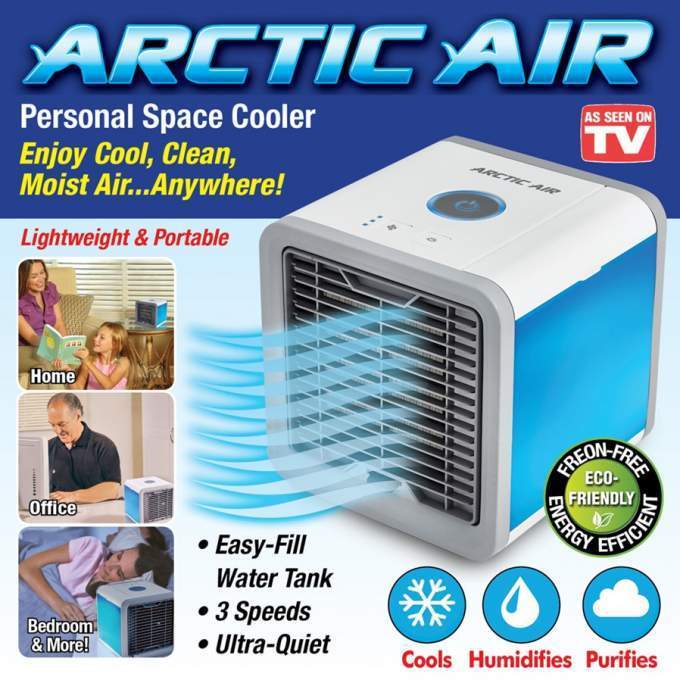 ARCTIC AIR
Personal Space Cooler
Enjoy Cool, Clean,
Moist Air...Anywhere!
AS SEEN ON
TV
Lightweight & Portable
ARCTIC AIR
Home
Office
Bedroom
& More!
• Easy-Fill
Water Tank
• 3 Speeds
• Ultra-Quiet
FREON-FREE
ECO-
FRIENDLY
ENERGY EFFICIENT
Cools Humidifies Purifies